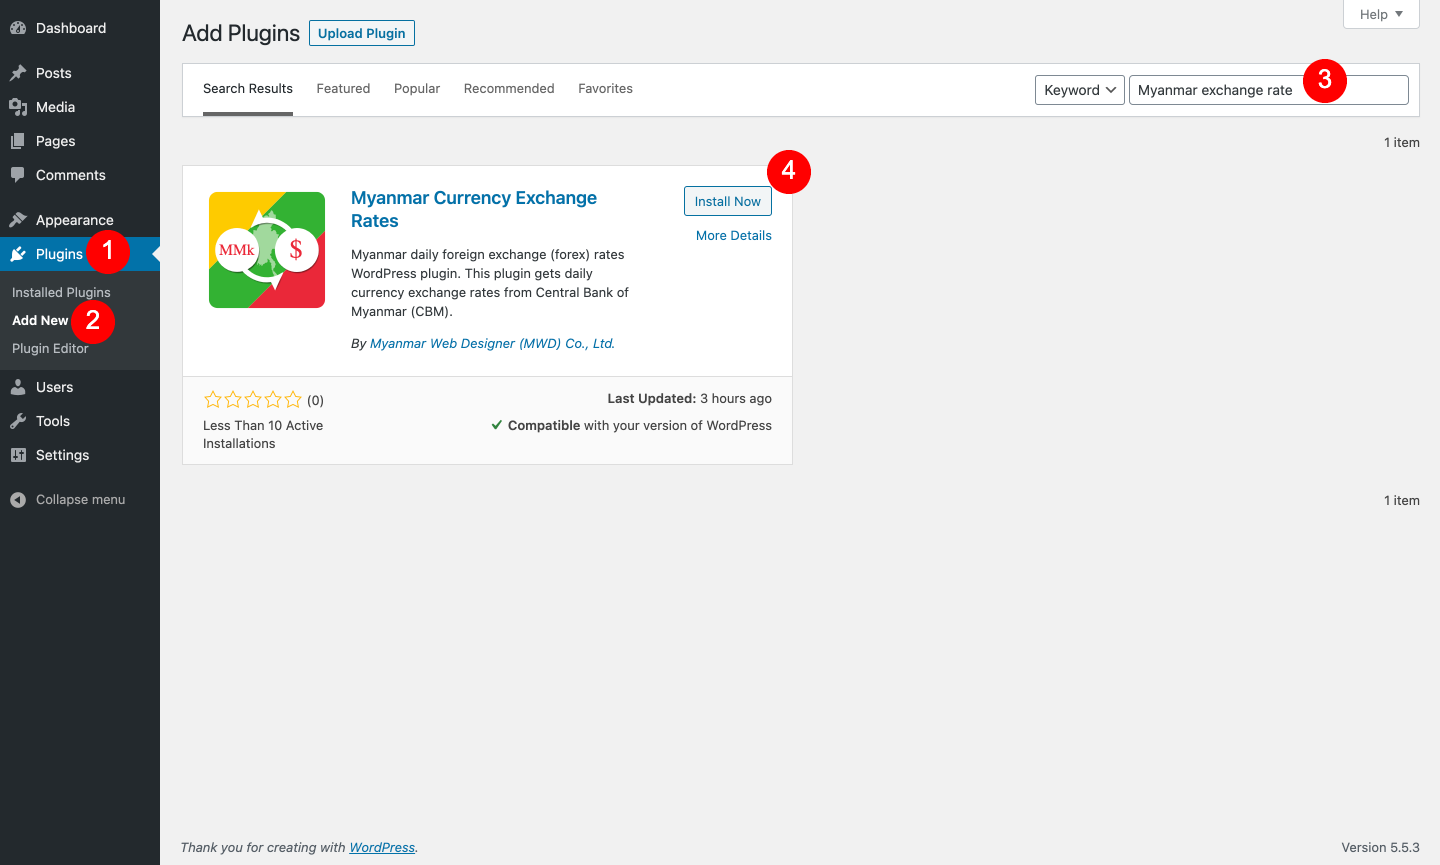 Dashboard
Posts
Media
Pages
Comments
Appearance
Plugins
1
Installed Plugins
Add New
2
Plugin Editor
Users
Tools
Settings
Collapse menu
Help
Add Plugins
Upload Plugin
Search Results
Featured
Popular
Recommended
Favorites
Keyword
Myanmar exchange rate
3
1 item
MMk
$
Myanmar Currency Exchange
Rates
Myanmar daily foreign exchange (forex) rates
WordPress plugin. This plugin gets daily
currency exchange rates from Central Bank of
Myanmar (CBM).
By Myanmar Web Designer (MWD) Co., Ltd.
4
Install Now
More Details
(0)
Less Than 10 Active
Installations
Last Updated: 3 hours ago
Compatible with your version of WordPress
1 item
Thank you for creating with WordPress.
Version 5.5.3